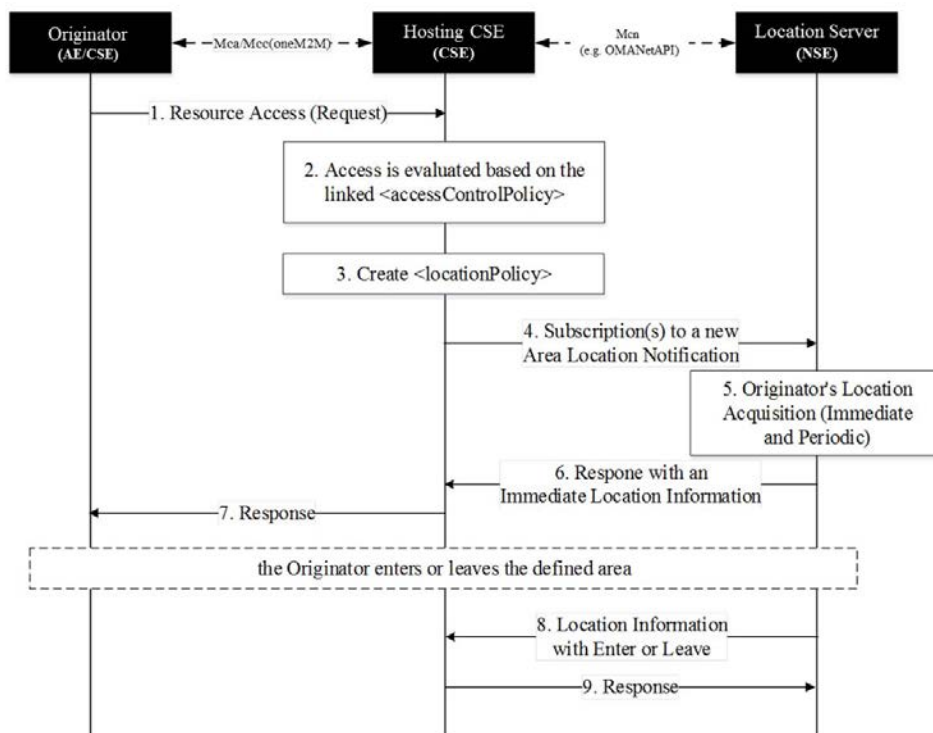 Originator
(AE/CSE)
Mca/Mcc(oneM2M)
Hosting CSE
(CSE)
Mcn
(e.g. OMANetAPI)
Location Server
(NSE)
1. Resource Access (Request)
2. Access is evaluated based on the
linked <accessControlPolicy>
3. Create <locationPolicy>
4. Subscription(s) to a new
Area Location Notification
5. Originator's Location
Acquisition (Immediate
and Periodic)
6. Respone with an
Immediate Location Information
7. Response
the Originator enters or leaves the defined area
8. Location Information
with Enter or Leave
9. Response